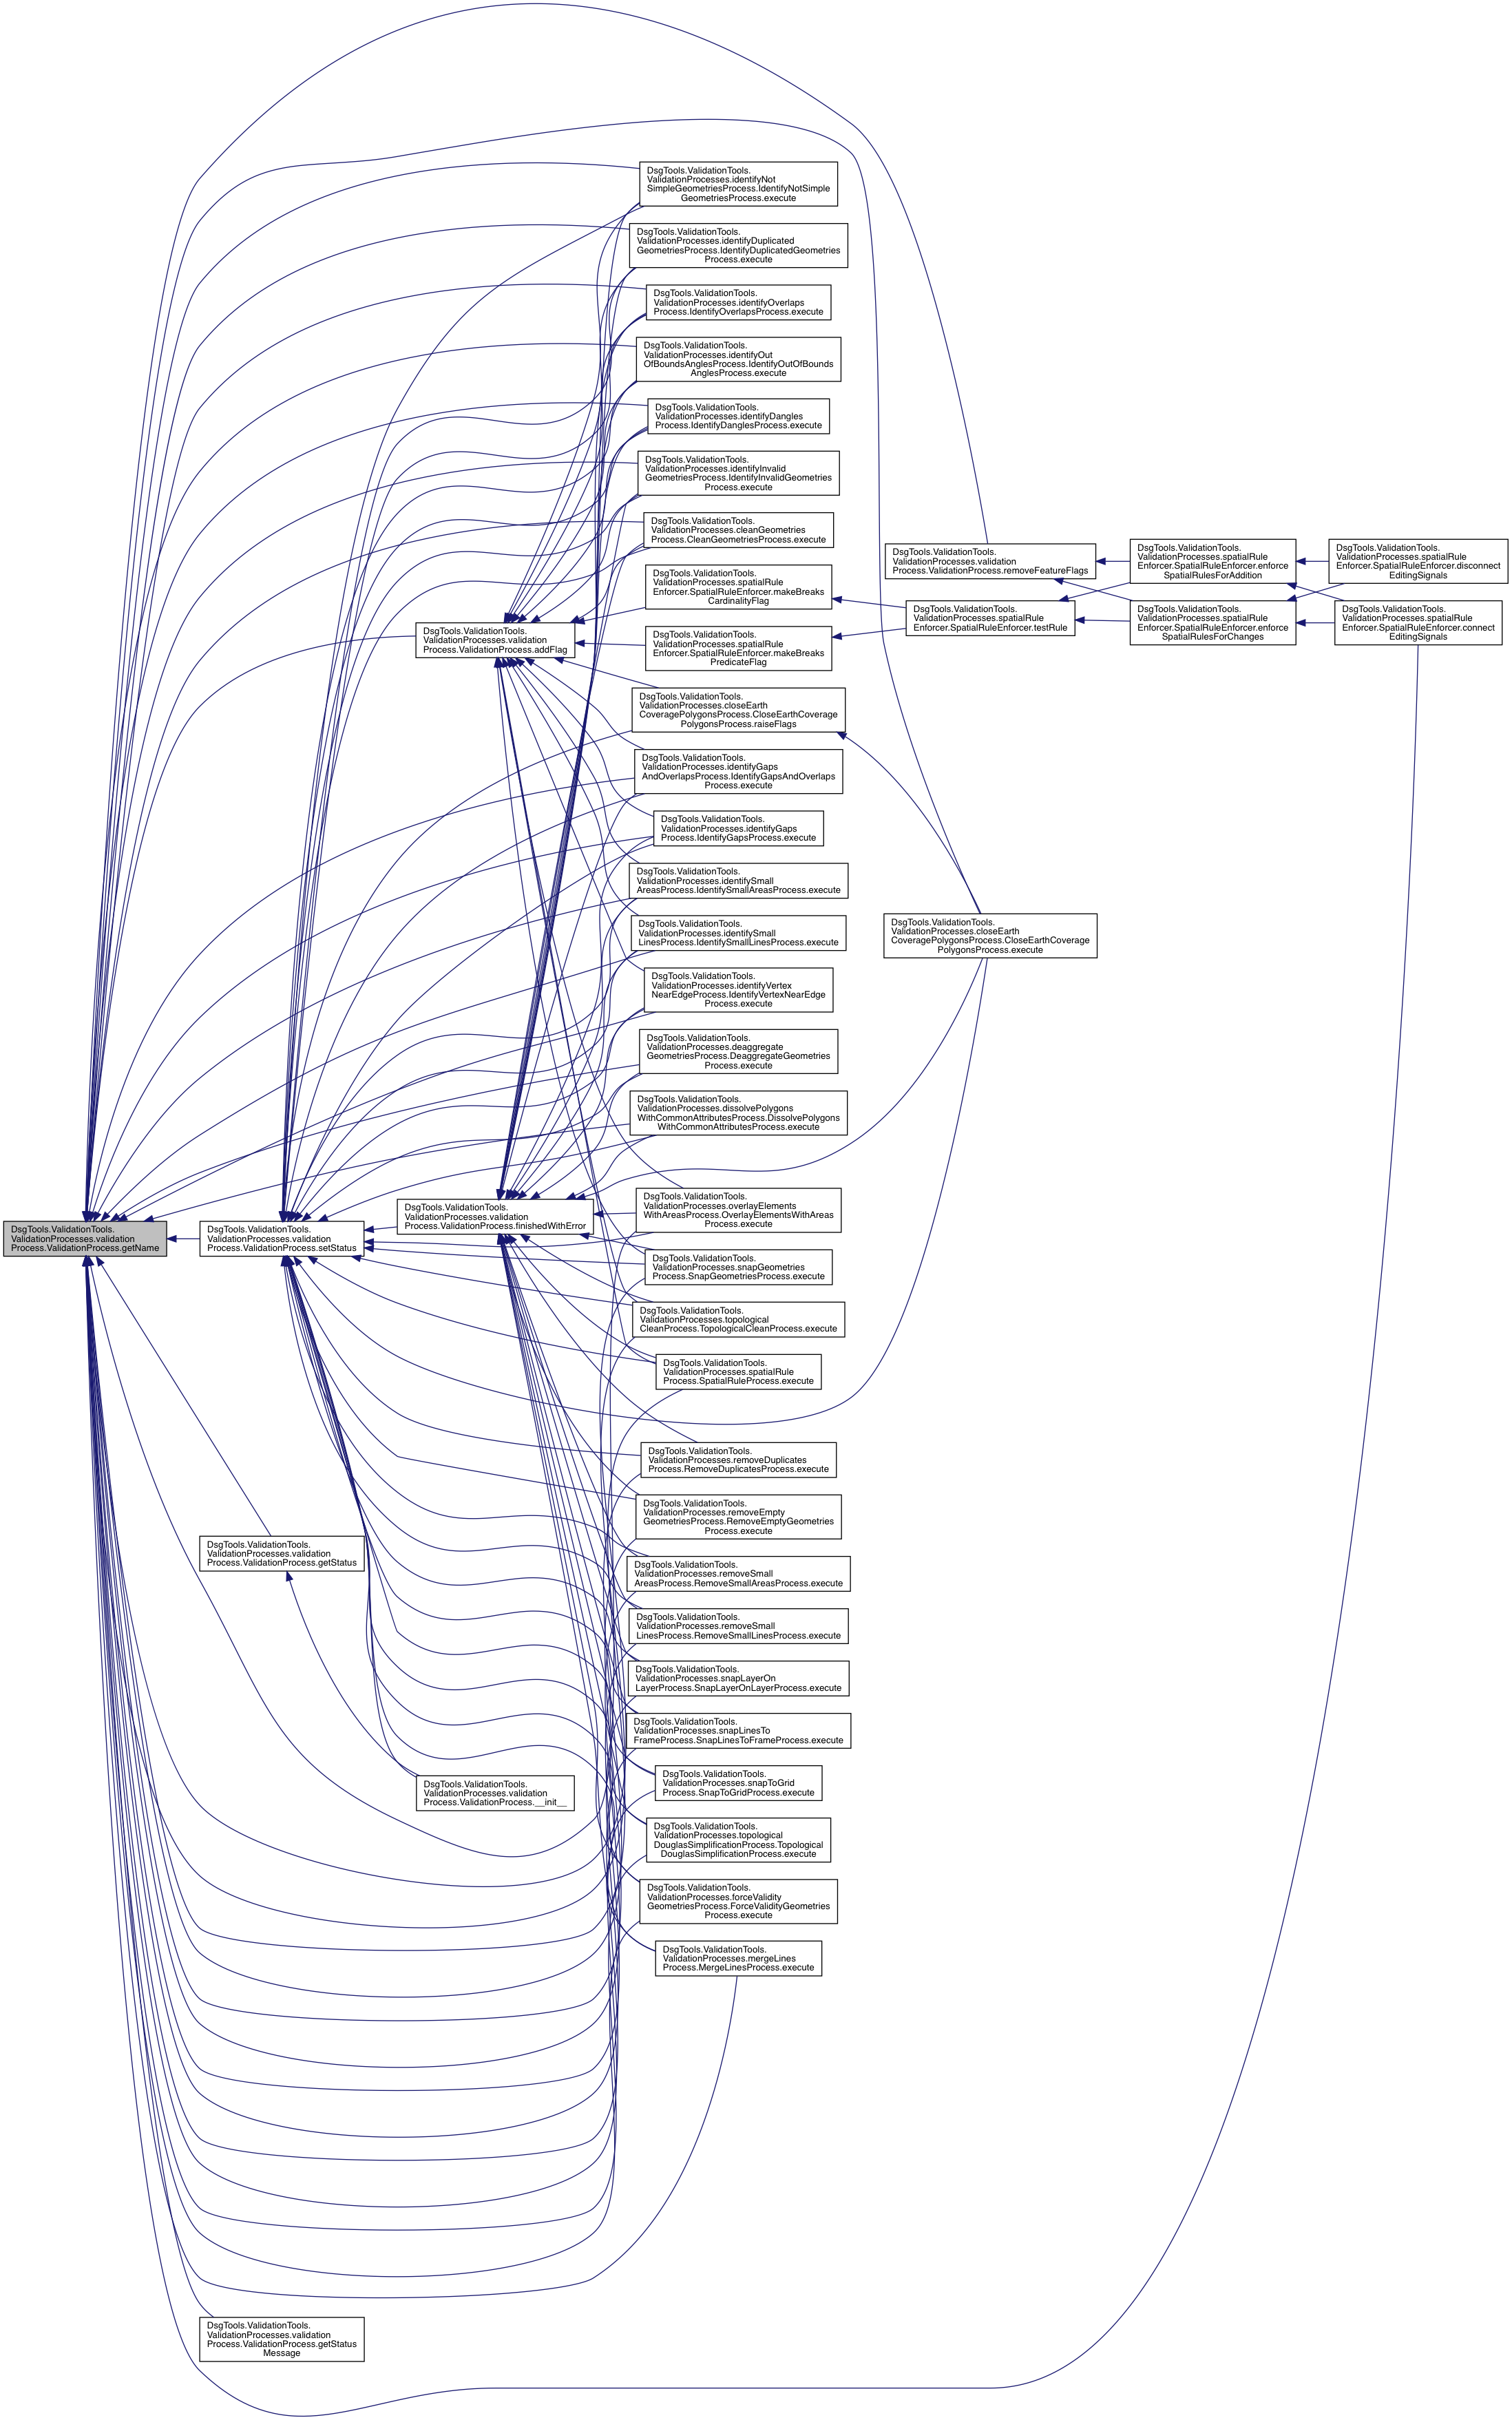 DsgTools.ValidationTools.
ValidationProcesses.identifyNot
SimpleGeometriesProcess.IdentifyNotSimple
GeometriesProcess.execute
DsgTools.ValidationTools.
ValidationProcesses.identifyDuplicated
GeometriesProcess.IdentifyDuplicatedGeometries
Process.execute
DsgTools.ValidationTools.
ValidationProcesses.identifyOverlaps
Process.IdentifyOverlapsProcess.execute
DsgTools.ValidationTools.
ValidationProcesses.identifyOut
OfBoundsAnglesProcess.IdentifyOutOfBounds
AnglesProcess.execute
DsgTools.ValidationTools.
ValidationProcesses.identifyDangles
Process.IdentifyDanglesProcess.execute
DsgTools.ValidationTools.
ValidationProcesses.identifyInvalid
GeometriesProcess.IdentifyInvalidGeometries
Process.execute
DsgTools.ValidationTools.
ValidationProcesses.cleanGeometries
Process.CleanGeometriesProcess.execute
DsgTools.ValidationTools.
ValidationProcesses.validation
Process.ValidationProcess.removeFeatureFlags
DsgTools.ValidationTools.
ValidationProcesses.spatialRule
Enforcer.SpatialRuleEnforcer.enforce
SpatialRulesForAddition
DsgTools.ValidationTools.
ValidationProcesses.spatialRule
Enforcer.SpatialRuleEnforcer.disconnect
EditingSignals
DsgTools.ValidationTools.
ValidationProcesses.spatialRule
Enforcer.SpatialRuleEnforcer.makeBreaks
CardinalityFlag
DsgTools.ValidationTools.
ValidationProcesses.spatialRule
Enforcer.SpatialRuleEnforcer.testRule
DsgTools.ValidationTools.
ValidationProcesses.spatialRule
Enforcer.SpatialRuleEnforcer.enforce
SpatialRulesForChanges
DsgTools.ValidationTools.
ValidationProcesses.spatialRule
Enforcer.SpatialRuleEnforcer.connect
EditingSignals
DsgTools.ValidationTools.
ValidationProcesses.validation
Process.ValidationProcess.addFlag
DsgTools.ValidationTools.
ValidationProcesses.spatialRule
Enforcer.SpatialRuleEnforcer.makeBreaks
PredicateFlag
DsgTools.ValidationTools.
ValidationProcesses.closeEarth
CoveragePolygonsProcess.CloseEarthCoverage
PolygonsProcess.raiseFlags
DsgTools.ValidationTools.
ValidationProcesses.identifyGaps
AndOverlapsProcess.IdentifyGapsAndOverlaps
Process.execute
DsgTools.ValidationTools.
ValidationProcesses.identifyGaps
Process.IdentifyGapsProcess.execute
DsgTools.ValidationTools.
ValidationProcesses.identifySmall
AreasProcess.IdentifySmallAreasProcess.execute
DsgTools.ValidationTools.
ValidationProcesses.identifySmall
LinesProcess.IdentifySmallLinesProcess.execute
DsgTools.ValidationTools.
ValidationProcesses.closeEarth
CoveragePolygonsProcess.CloseEarthCoverage
PolygonsProcess.execute
DsgTools.ValidationTools.
ValidationProcesses.identifyVertex
NearEdgeProcess.IdentifyVertexNearEdge
Process.execute
DsgTools.ValidationTools.
ValidationProcesses.deaggregate
GeometriesProcess.DeaggregateGeometries
Process.execute
DsgTools.ValidationTools.
ValidationProcesses.dissolvePolygons
WithCommonAttributesProcess.DissolvePolygons
WithCommonAttributesProcess.execute
DsgTools.ValidationTools.
ValidationProcesses.validation
Process.ValidationProcess.getName
DsgTools.ValidationTools.
ValidationProcesses.validation
Process.ValidationProcess.setStatus
DsgTools.ValidationTools.
ValidationProcesses.validation
Process.ValidationProcess.finishedWithError
DsgTools.ValidationTools.
ValidationProcesses.overlayElements
WithAreasProcess.OverlayElementsWithAreas
Process.execute
DsgTools.ValidationTools.
ValidationProcesses.snapGeometries
Process.SnapGeometriesProcess.execute
DsgTools.ValidationTools.
ValidationProcesses.topological
CleanProcess.TopologicalCleanProcess.execute
DsgTools.ValidationTools.
ValidationProcesses.spatialRule
Process.SpatialRuleProcess.execute
DsgTools.ValidationTools.
ValidationProcesses.removeDuplicates
Process.RemoveDuplicatesProcess.execute
DsgTools.ValidationTools.
ValidationProcesses.removeEmpty
GeometriesProcess.RemoveEmptyGeometries
Process.execute
DsgTools.ValidationTools.
ValidationProcesses.validation
Process.ValidationProcess.getStatus
DsgTools.ValidationTools.
ValidationProcesses.removeSmall
AreasProcess.RemoveSmallAreasProcess.execute
DsgTools.ValidationTools.
ValidationProcesses.removeSmall
LinesProcess.RemoveSmallLinesProcess.execute
DsgTools.ValidationTools.
ValidationProcesses.snapLayerOn
LayerProcess.SnapLayerOnLayerProcess.execute
DsgTools.ValidationTools.
ValidationProcesses.snapLinesTo
FrameProcess.SnapLinesToFrameProcess.execute
DsgTools.ValidationTools.
ValidationProcesses.snapToGrid
Process.SnapToGridProcess.execute
DsgTools.ValidationTools.
ValidationProcesses.validation
Process.ValidationProcess.__init__
DsgTools.ValidationTools.
ValidationProcesses.topological
DouglasSimplificationProcess.Topological
DouglasSimplificationProcess.execute
DsgTools.ValidationTools.
ValidationProcesses.forceValidity
GeometriesProcess.ForceValidityGeometries
Process.execute
DsgTools.ValidationTools.
ValidationProcesses.mergeLines
Process.MergeLinesProcess.execute
DsgTools.ValidationTools.
ValidationProcesses.validation
Process.ValidationProcess.getStatus
Message